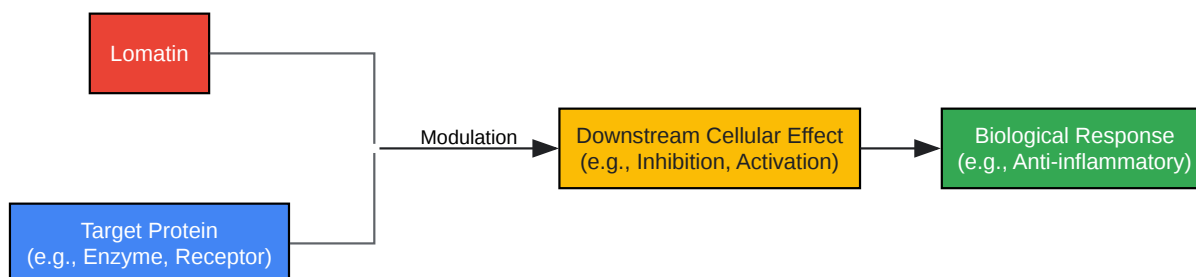 Lomatin
Modulation
Downstream Cellular Effect
(e.g., Inhibition, Activation)
Biological Response
(e.g., Anti-inflammatory)
Target Protein
(e.g., Enzyme, Receptor)